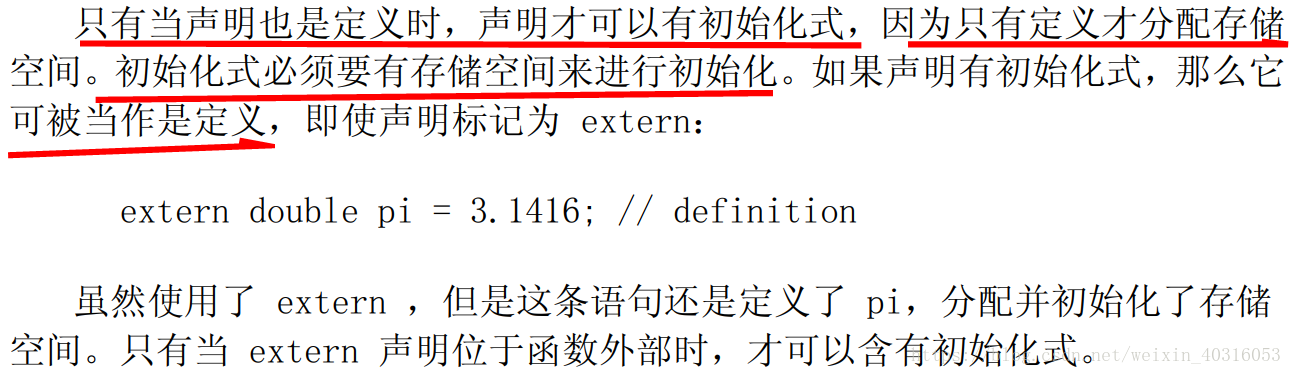 只有当声明也是定义时，声明才可以有初始化式，因为只有定义才分配存储
空间。初始化式必须要有存储空间来进行初始化。如果声明有初始化式，那么它
可被当作是定义，即使声明标记为 extern：
extern double pi = 3.1416; // definition
虽然使用了 extern ，但是这条语句还是定义了 pi，分配并初始化了存储
空间。只有当 extern 声明位于函数外部时，才可以含有初始化式。
https://blog.csdn.net/weixin_40316053